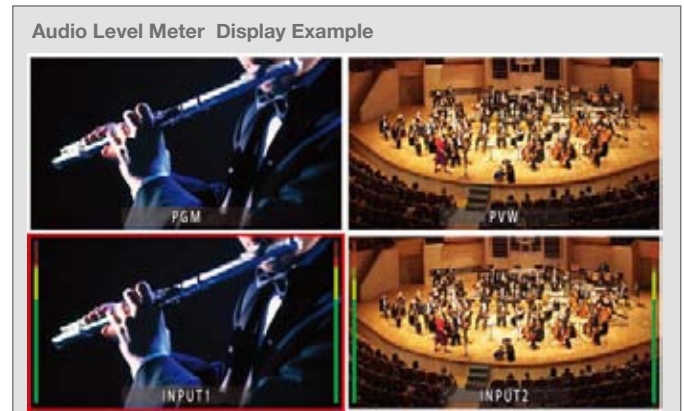 Audio Level Meter Display Example
PGM
PVW
INPUT1
INPUT2